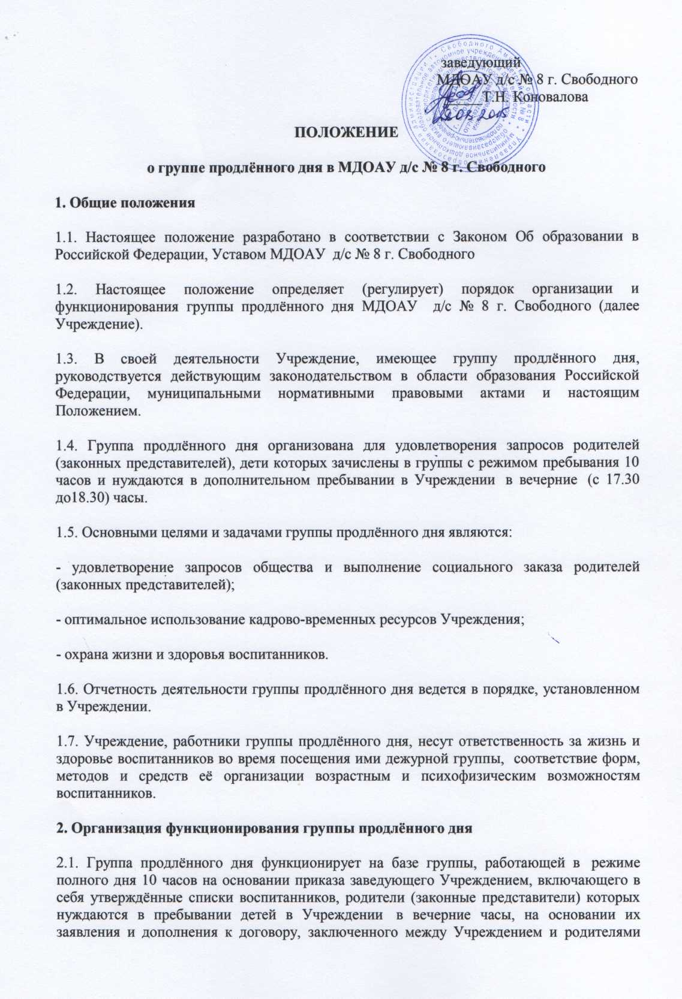 заведующий
МДОАУ д/с № 8 г. Свободного
Т.Н. Коновалова
ПОЛОЖЕНИЕ
о группе продлённого дня в МДОАУ д/с № 8 г. Свободного
1. Общие положения
1.1. Настоящее положение разработано в соответствии с Законом Об образовании в
Российской Федерации, Уставом МДОАУ д/с № 8 г. Свободного
1.2. Настоящее положение определяет (регулирует) порядок организации и
функционирования группы продлённого дня МДОАУ д/с № 8 г. Свободного (далее
Учреждение).
1.3. В своей деятельности Учреждение, имеющее группу продлённого дня,
руководствуется действующим законодательством в области образования Российской
Федерации, муниципальными нормативными правовыми актами и настоящим
Положением.
1.4. Группа продлённого дня организована для удовлетворения запросов родителей
(законных представителей), дети которых зачислены в группы с режимом пребывания 10
часов и нуждаются в дополнительном пребывании в Учреждении в вечерние (с 17.30
до18.30) часы.
1.5. Основными целями и задачами группы продлённого дня являются:
- удовлетворение запросов общества и выполнение социального заказа родителей
(законных представителей);
- оптимальное использование кадрово-временных ресурсов Учреждения;
- охрана жизни и здоровья воспитанников.
1.6. Отчетность деятельности группы продлённого дня ведется в порядке, установленном
в Учреждении.
1.7. Учреждение, работники группы продлённого дня, несут ответственность за жизнь и
здоровье воспитанников во время посещения ими дежурной группы, соответствие форм,
методов и средств её организации возрастным и психофизическим возможностям
воспитанников.
2. Организация функционирования группы продлённого дня
2.1. Группа продлённого дня функционирует на базе группы, работающей в режиме
полного дня 10 часов на основании приказа заведующего Учреждением, включающего в
себя утверждённые списки воспитанников, родители (законные представители) которых
нуждаются в пребывании детей в Учреждении в вечерние часы, на основании их
заявления и дополнения к договору, заключенного между Учреждением и родителями